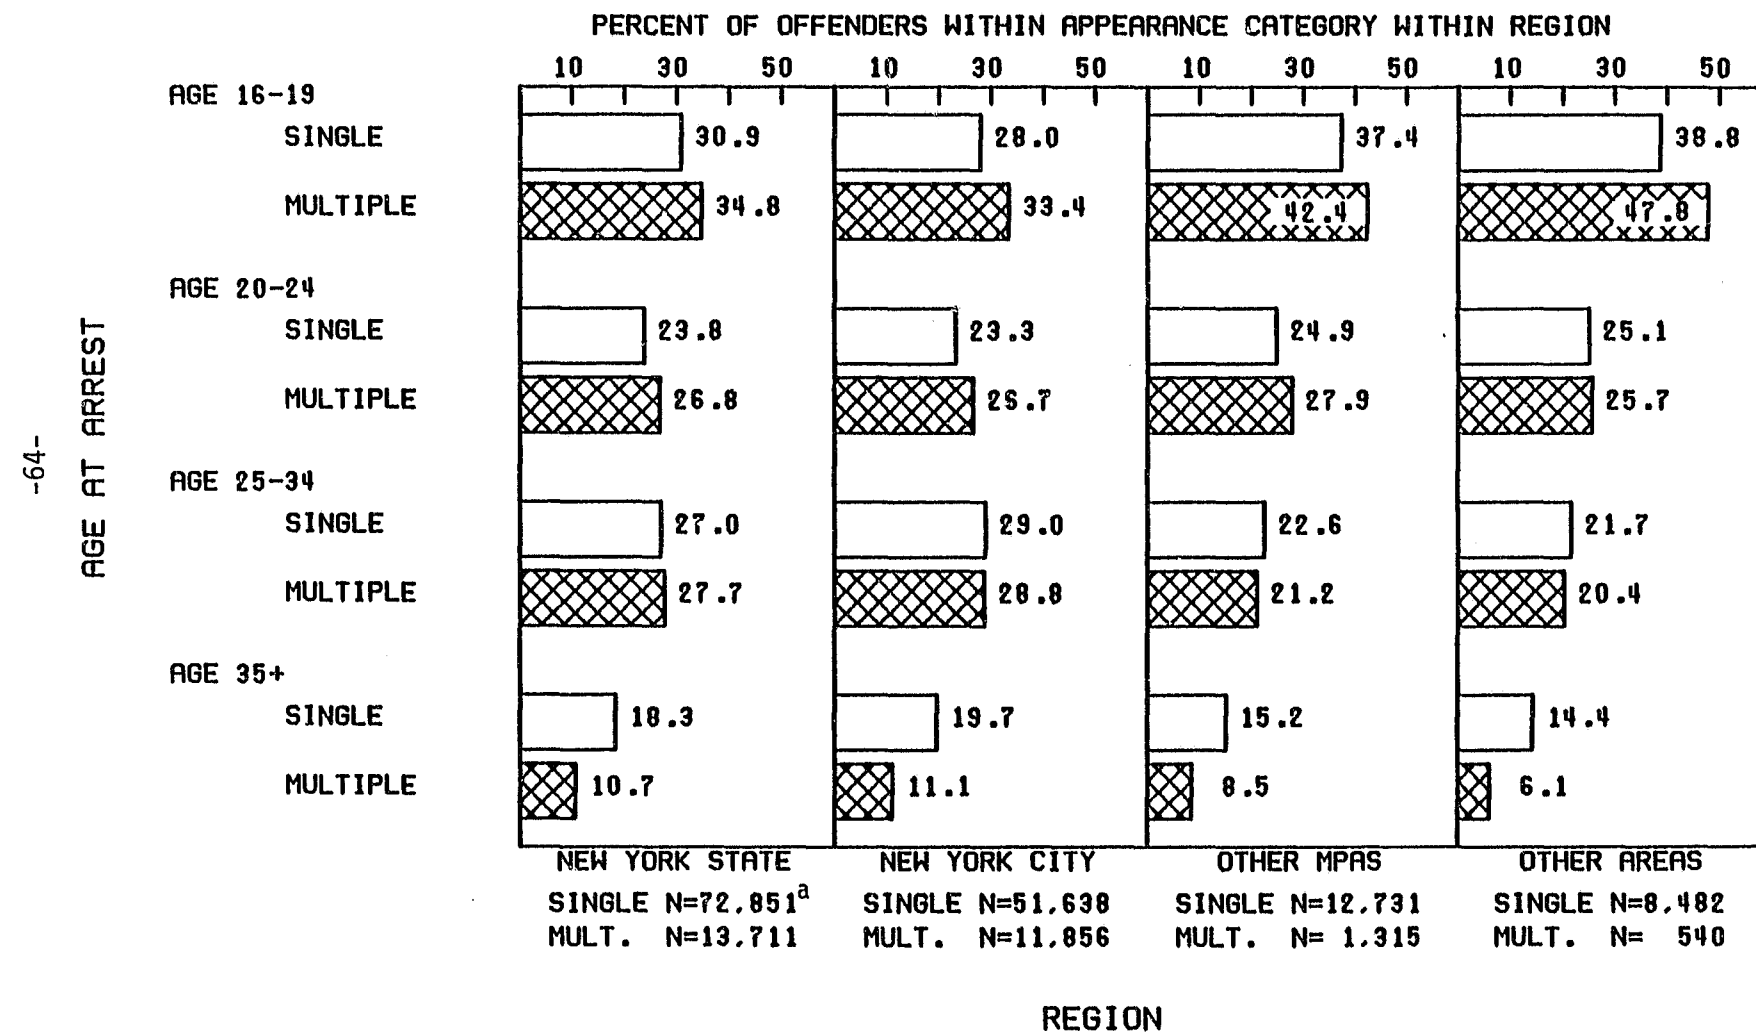 PERCENT OF OFFENDERS WITHIN APPEARANCE CATEGORY WITHIN REGION
10 30 50 10 30 50 10 30 50 10 30 50
AGE 16-19
SINGLE 30.9 28.0 37.4 38.8
MULTIPLE 34.8 33.4 42.4 47.8
AGE 20-24
SINGLE 23.8 23.3 24.9 25.1
MULTIPLE 26.8 26.7 27.9 25.7
AGE 25-34
SINGLE 27.0 29.0 22.6 21.7
MULTIPLE 27.7 28.8 21.2 20.4
AGE 35+
SINGLE 18.3 19.7 15.2 14.4
MULTIPLE 10.7 11.1 8.5 6.1
NEW YORK STATE NEW YORK CITY OTHER MPAS OTHER AREAS
SINGLE N=72,851a SINGLE N=51,638 SINGLE N=12,731 SINGLE N=8,482
MULT. N=13,711 MULT. N=11,856 MULT. N= 1,315 MULT. N= 540
REGION
AGE AT ARREST
-64-